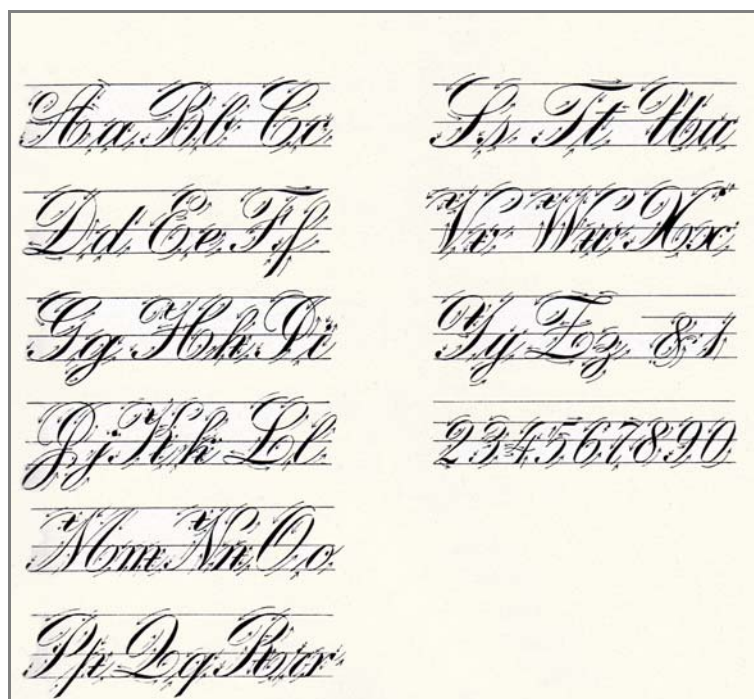 Aa Bb Cc
Dd Ee Ff
Gg Hh Ii
Jj Kk Ll
Mm Nn Oo
Pp Qq Rr r
Ss Tt Uu
Vv Ww Xx
Yy Zz & 1
234567890